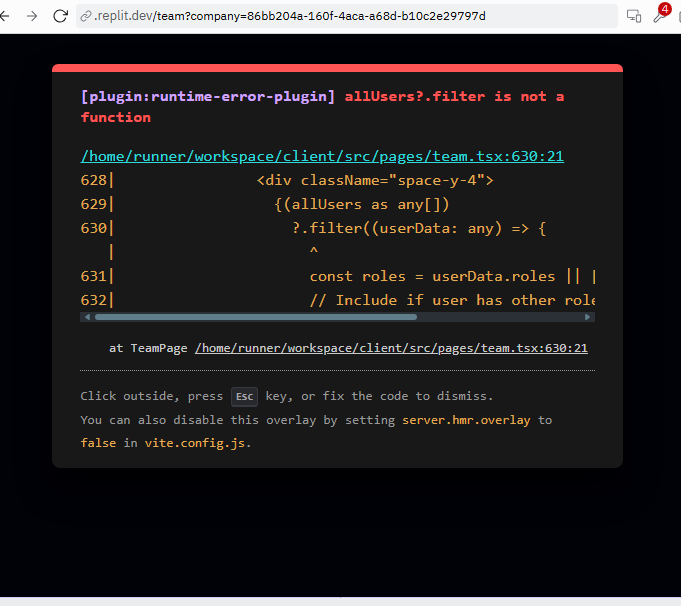 .replit.dev/team?company=86bb204a-160f-4aca-a68d-b10c2e29797d
4
[plugin:runtime-error-plugin] allUsers?.filter is not a
function
/home/runner/workspace/client/src/pages/team.tsx:630:21
628|                <div className="space-y-4">
629|                  {(allUsers as any[])
630|                    ?.filter((userData: any) => {
   |                      ^
631|                      const roles = userData.roles || |
632|                      // Include if user has other role
at TeamPage /home/runner/workspace/client/src/pages/team.tsx:630:21
Click outside, press Esc key, or fix the code to dismiss.
You can also disable this overlay by setting server.hmr.overlay to
false in vite.config.js.